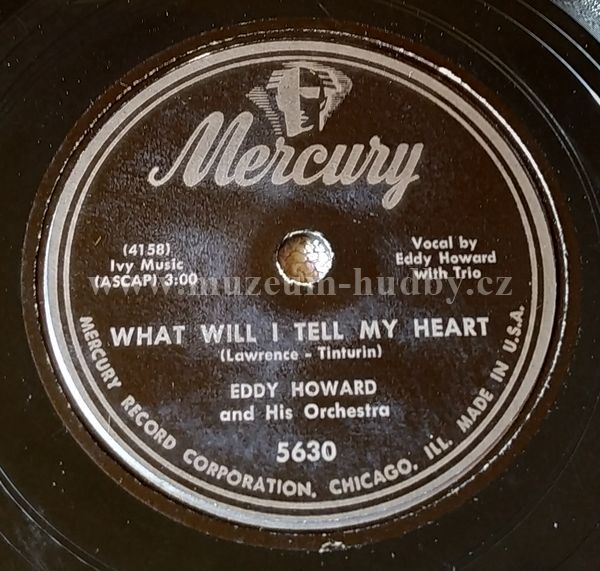 Mercury
(4158)
Ivy Music
(ASCAP) 3:00
Vocal by
Eddy Howard
with Trio
www.muzeum-hudby.cz
WHAT WILL I TELL MY HEART
(Lawrence - Tinturin)
EDDY HOWARD
and His Orchestra
5630
MERCURY RECORD CORPORATION, CHICAGO, ILL. MADE IN U.S.A.